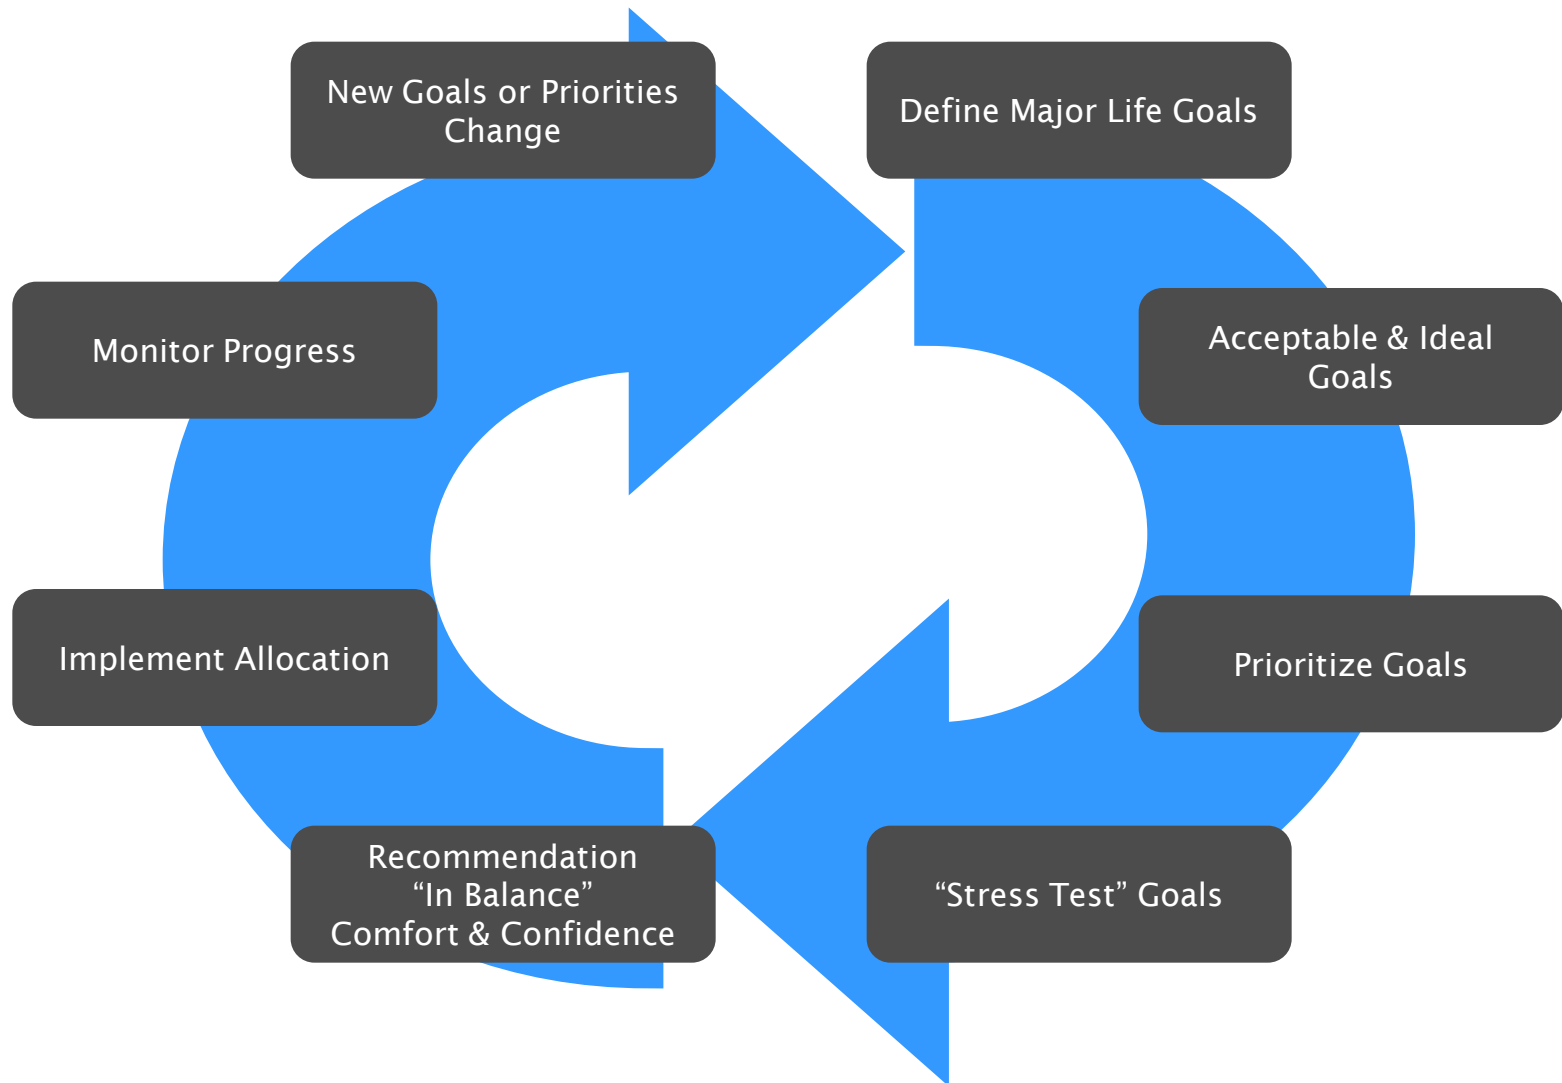 New Goals or Priorities
Change
Define Major Life Goals
Monitor Progress
Acceptable & Ideal
Goals
Implement Allocation
Prioritize Goals
Recommendation
“In Balance”
Comfort & Confidence
“Stress Test” Goals